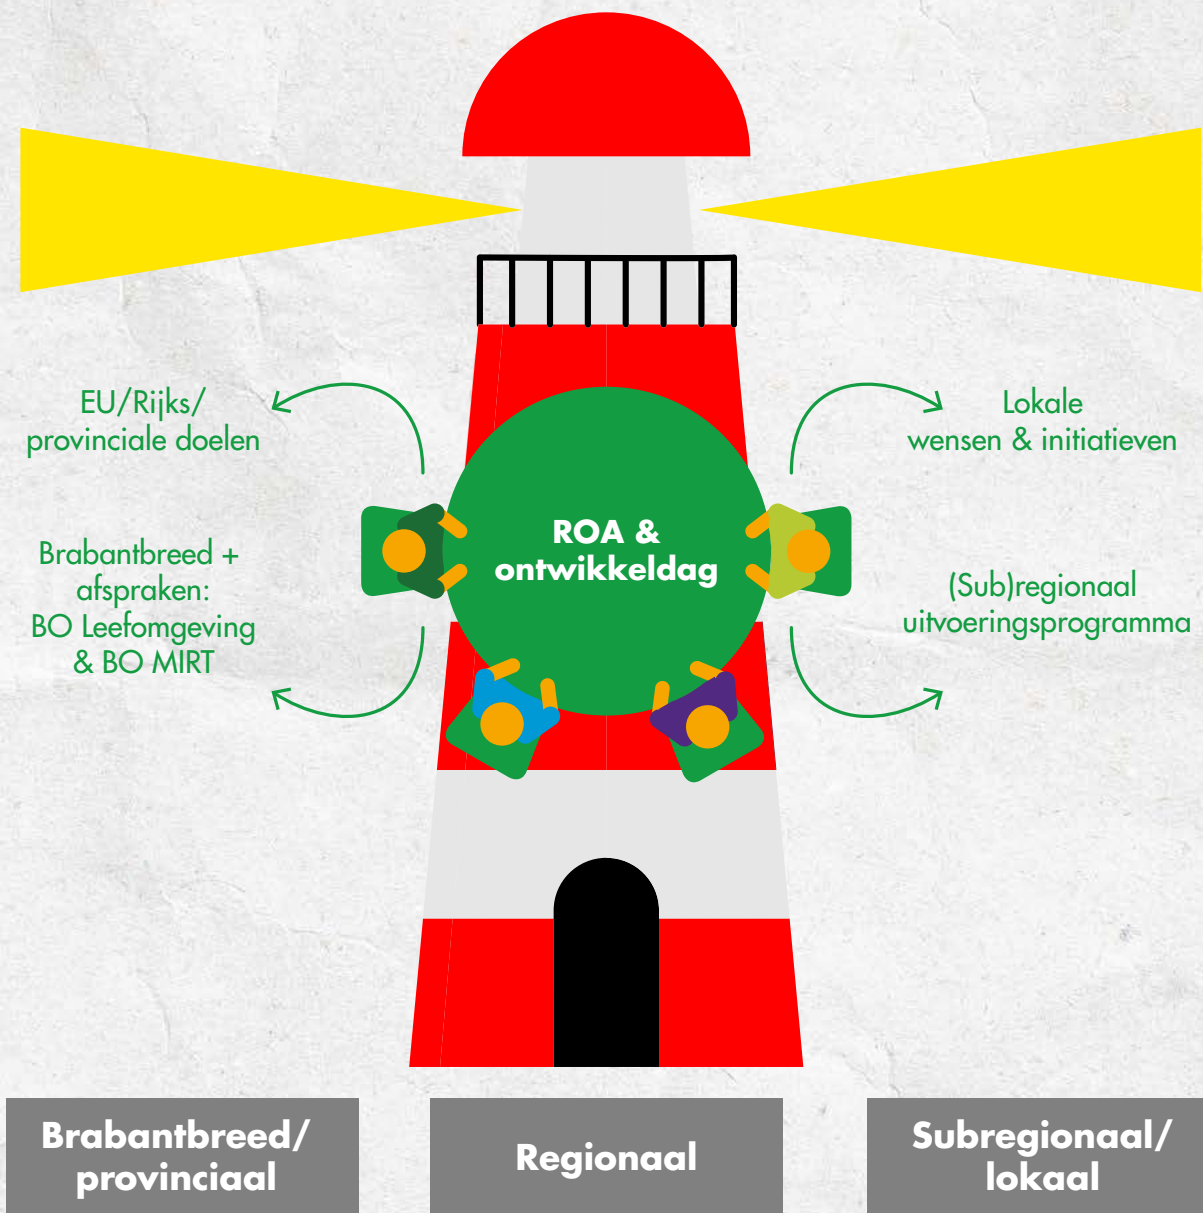 EU/Rijks/
provinciale doelen
Brabantbreed +
afspraken:
BO Leefomgeving
& BO MIRT
ROA &
ontwikkeldag
Lokale
wensen & initiatieven
(Sub)regionaal
uitvoeringsprogramma
Brabantbreed/
provinciaal
Regionaal
Subregionaal/
lokaal